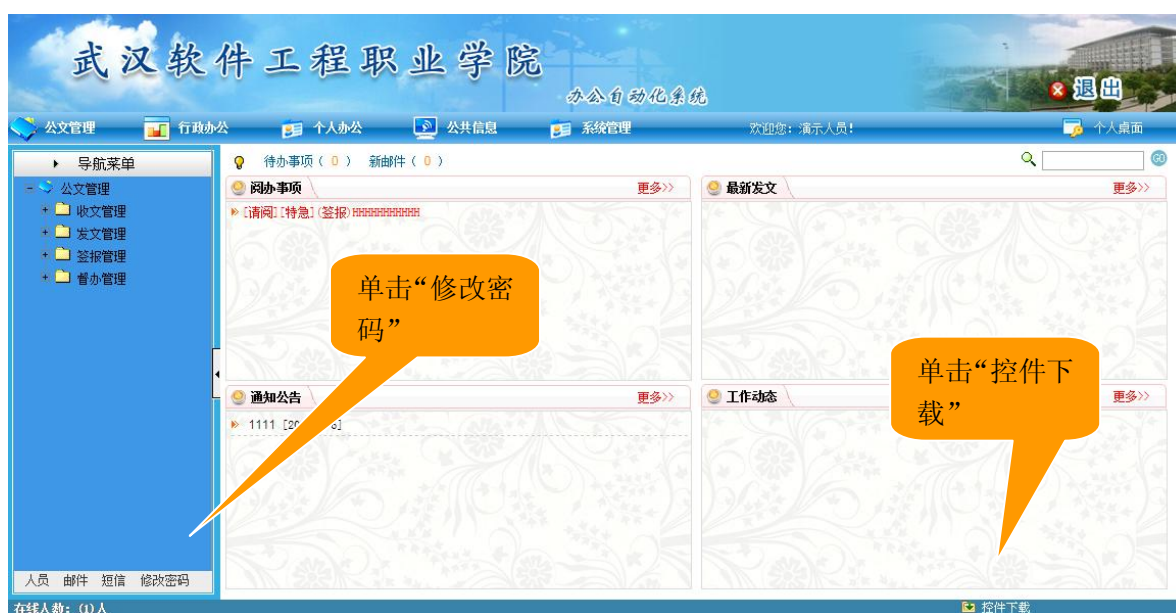 武汉软件工程职业学院
办公自动化系统
退出
公文管理 行政办公 个人办公 公共信息 系统管理 欢迎您：演示人员! 个人桌面
导航菜单
待办事项（ 0 ） 新邮件（ 0 ）
GO
公文管理
收文管理
发文管理
签报管理
督办管理
阅办事项 更多>>
[请阅][特急](签报)HHHHHHHHHHH
最新发文 更多>>
单击“修改密
码”
单击“控件下
载”
通知公告 更多>>
1111 [20
工作动态 更多>>
人员 邮件 短信 修改密码
在线人数：(1)人
控件下载